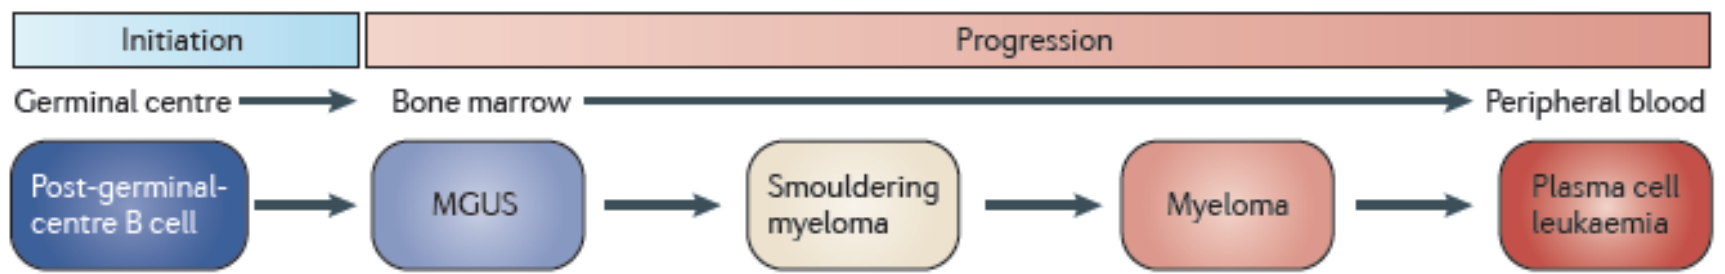 Initiation
Progression
Germinal centre
Bone marrow
Peripheral blood
Post-germinal-
centre B cell
MGUS
Smouldering
myeloma
Myeloma
Plasma cell
leukaemia